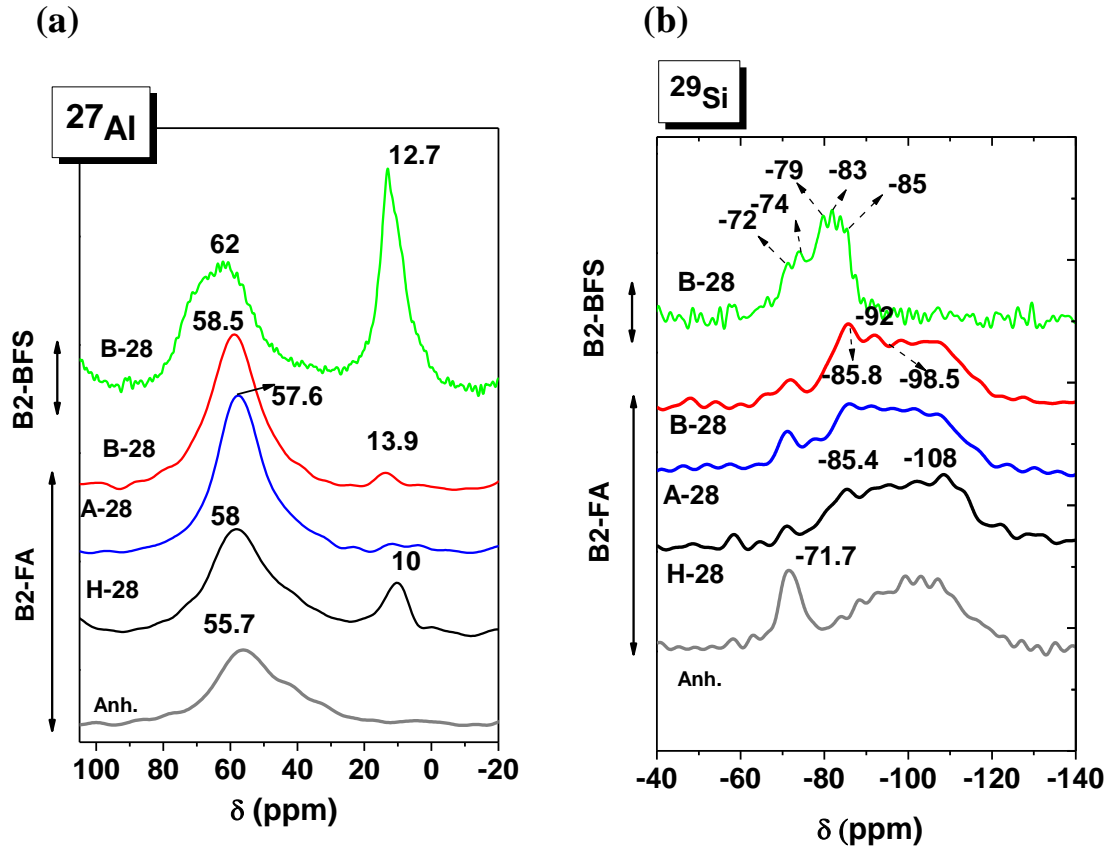 (a)
27Al
12.7
62
B-28
58.5
57.6
B-28
13.9
A-28
58
10
H-28
55.7
Anh.
B2-BFS
B2-FA
100 80 60 40 20 0 -20
δ (ppm)
(b)
29Si
-79
-83
-85
-74
-72
B-28
-92
-85.8
-98.5
B-28
-85.4
-108
A-28
H-28
-71.7
Anh.
B2-BFS
B2-FA
-40 -60 -80 -100 -120 -140
δ (ppm)